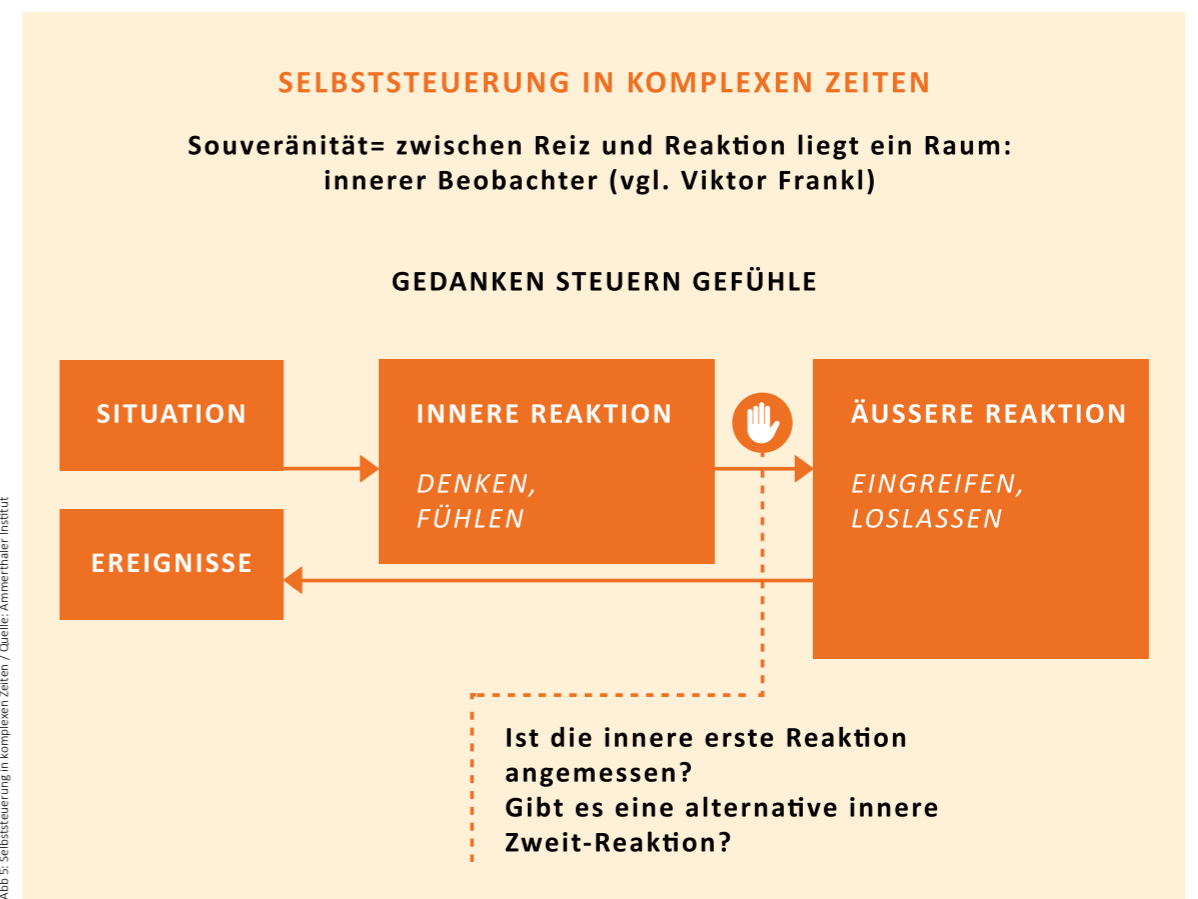 SELBSTSTEUERUNG IN KOMPLEXEN ZEITEN
Souveränität= zwischen Reiz und Reaktion liegt ein Raum:
innerer Beobachter (vgl. Viktor Frankl)
GEDANKEN STEUERN GEFÜHLE
SITUATION
INNERE REAKTION
DENKEN,
FÜHLEN
ÄUSSERE REAKTION
EINGREIFEN,
LOSLASSEN
EREIGNISSE
Ist die innere erste Reaktion
angemessen?
Gibt es eine alternative innere
Zweit-Reaktion?
Abb 5: Selbststeuerung in komplexen Zeiten / Quelle: Ammerthaler Institut